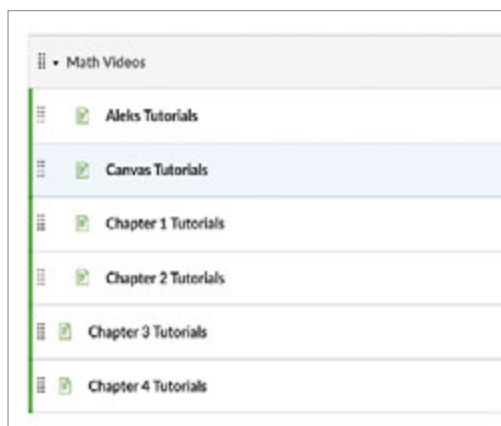 Math Videos
Aleks Tutorials
Canvas Tutorials
Chapter 1 Tutorials
Chapter 2 Tutorials
Chapter 3 Tutorials
Chapter 4 Tutorials